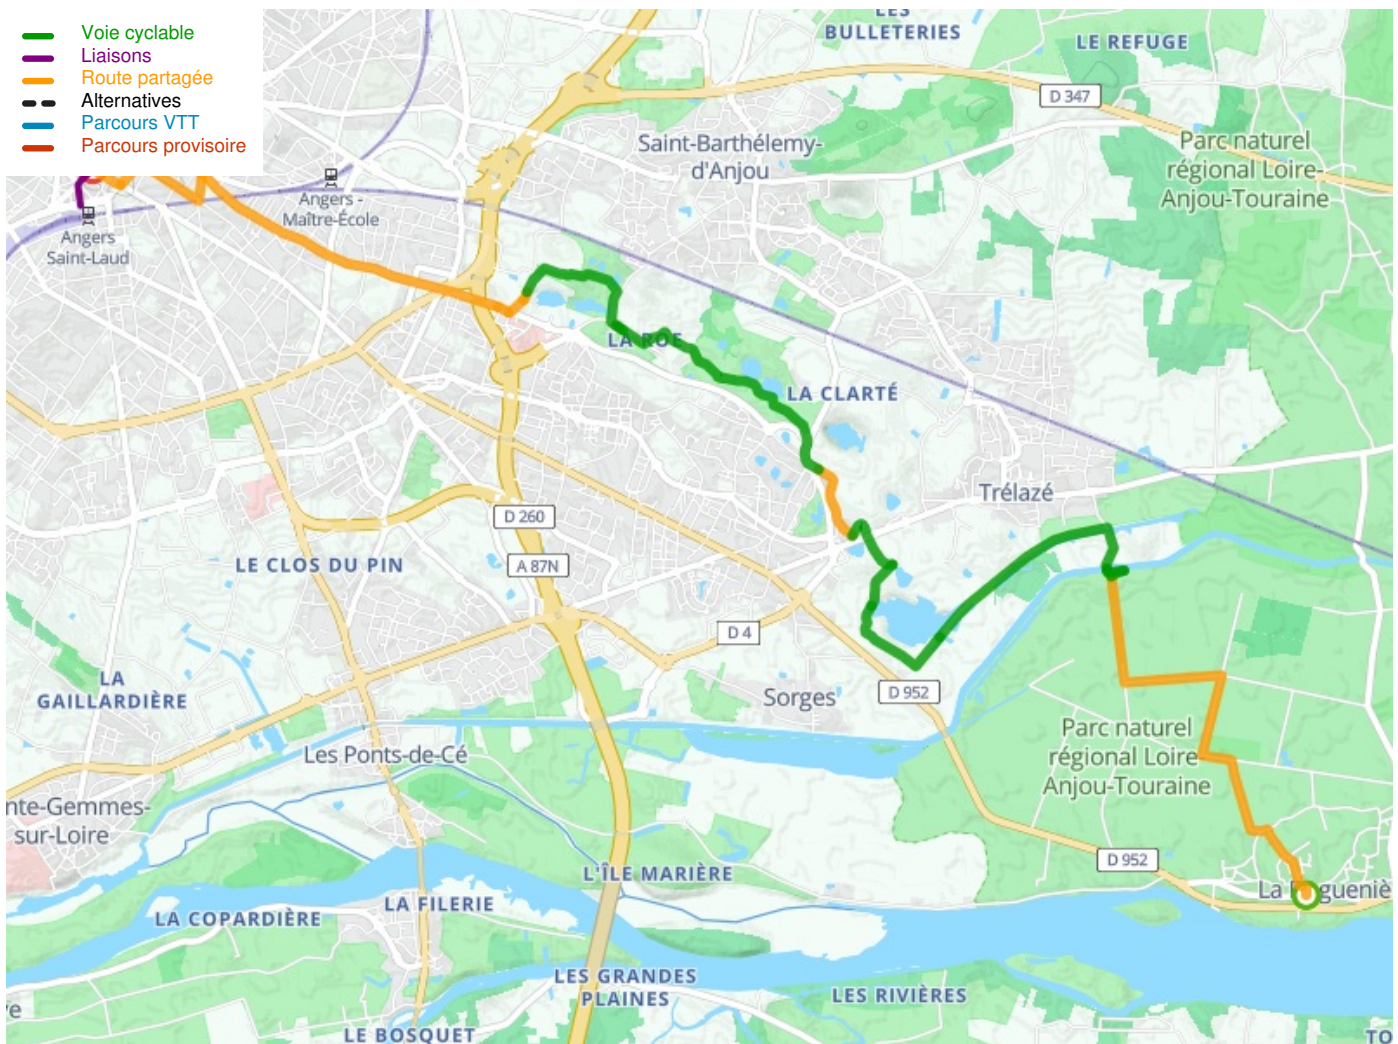 Voie cyclable
Liaisons
Route partagée
Alternatives
Parcours VTT
Parcours provisoire
LES
BULLETERIES
LE REFUGE
D 347
Saint-Barthélemy-
d'Anjou
Parc naturel
régional Loire-
Anjou-Touraine
Angers -
Maître-École
Angers
Saint-Laud
LA ROE
LA CLARTÉ
Trélazé
D 260
A 87N
LE CLOS DU PIN
D 4
LA
GAILLARDIÈRE
Sorges
D 952
Parc naturel
régional Loire-
Anjou-Touraine
Les Ponts-de-Cé
nte-Gemmes-
sur-Loire
D 952
L'ÎLE MARIÈRE
LA FILERIE
LA COPARDIÈRE
LES GRANDES
PLAINES
LES RIVIÈRES
LE BOSQUET
TO